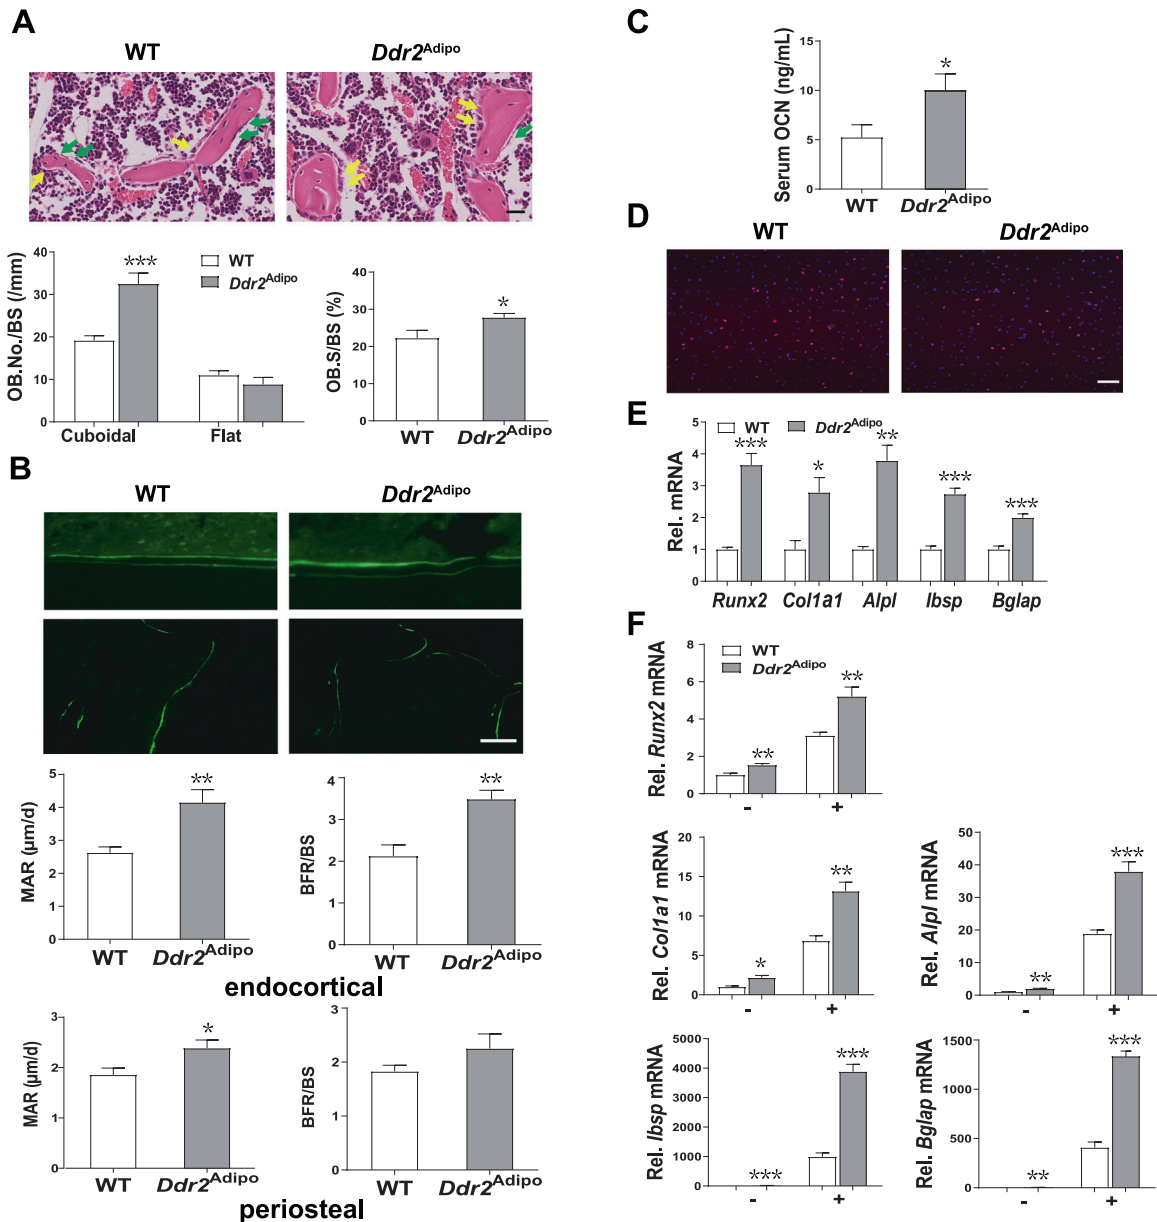 A
WT
Ddr2Adipo
OB.No./BS (/mm)
40
30
20
10
0
***
WT
Ddr2Adipo
Cuboidal
Flat
OB.S/BS (%)
40
30
20
10
0
*
WT
Ddr2Adipo
B
WT
Ddr2Adipo
MAR (μm/d)
5
4
3
2
1
0
**
WT
Ddr2Adipo
BFR/BS
4
3
2
1
0
**
WT
Ddr2Adipo
endocortical
MAR (μm/d)
3
2
1
0
*
WT
Ddr2Adipo
BFR/BS
3
2
1
0
WT
Ddr2Adipo
periosteal
C
Serum OCN (ng/mL)
15
10
5
0
*
WT
Ddr2Adipo
D
WT
Ddr2Adipo
E
WT
Ddr2Adipo
Rel. mRNA
5
4
3
2
1
0
***
*
**
***
***
Runx2
Col1a1
Alpl
Ibsp
Bglap
F
WT
Ddr2Adipo
Rel. Runx2 mRNA
8
6
4
2
0
**
**
-
+
Rel. Col1a1 mRNA
20
15
10
5
0
*
**
-
+
Rel. Alpl mRNA
40
30
20
10
0
**
***
-
+
Rel. Ibsp mRNA
5000
4000
3000
2000
1000
0
***
***
-
+
Rel. Bglap mRNA
1500
1000
500
0
**
***
-
+